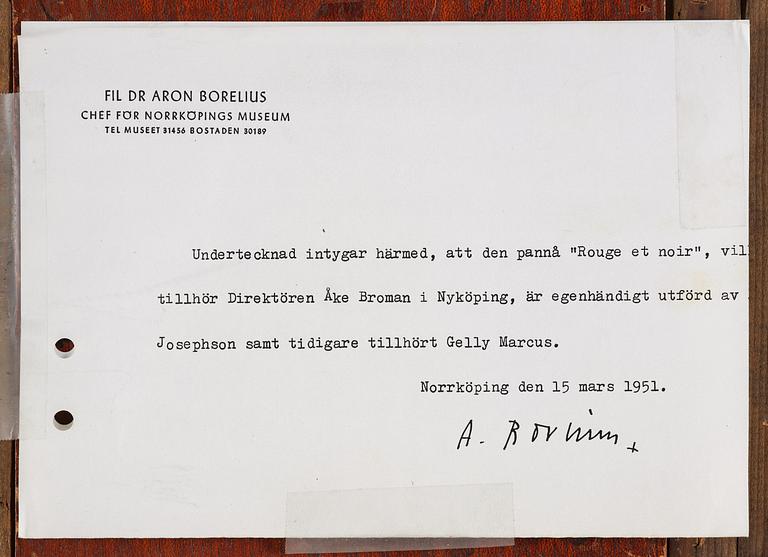 FIL DR ARON BORELIUS
CHEF FÖR NORRKÖPINGS MUSEUM
TEL MUSEET 31456 BOSTADEN 30189
Undertecknad intygar härmed, att den pannå "Rouge et noir", vil
tillhör Direktören Åke Broman i Nyköping, är egenhändigt utförd av
Josephson samt tidigare tillhört Gelly Marcus.
Norrköping den 15 mars 1951.
A. Borelius